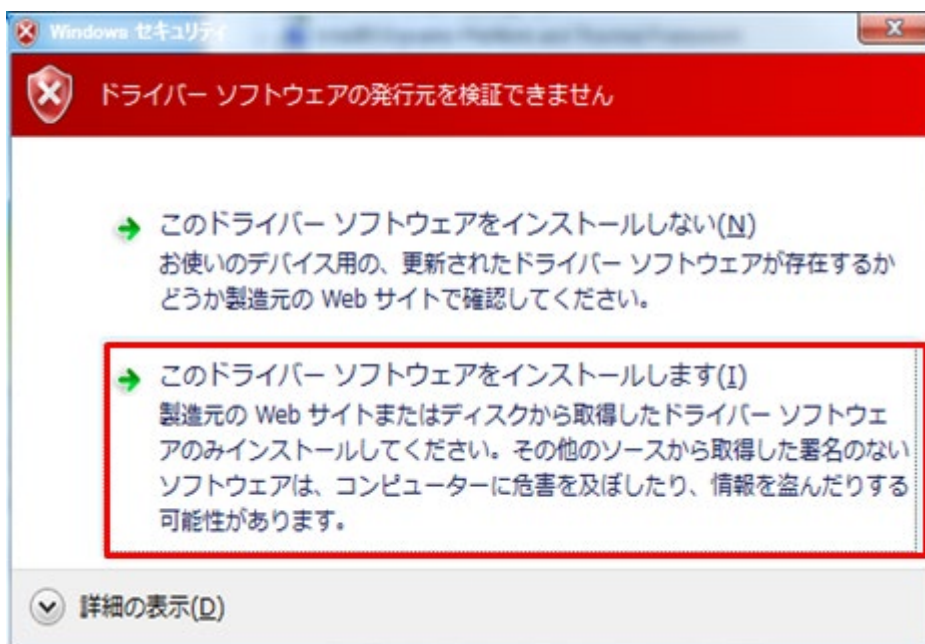 Windows セキュリティ
ドライバー ソフトウェアの発行元を検証できません
このドライバー ソフトウェアをインストールしない(N)
お使いのデバイス用の、更新されたドライバー ソフトウェアが存在するか
どうか製造元の Web サイトで確認してください。
このドライバー ソフトウェアをインストールします(I)
製造元の Web サイトまたはディスクから取得したドライバー ソフトウェ
アのみインストールしてください。その他のソースから取得した署名のない
ソフトウェアは、コンピューターに危害を及ぼしたり、情報を盗んだりする
可能性があります。
詳細の表示(D)